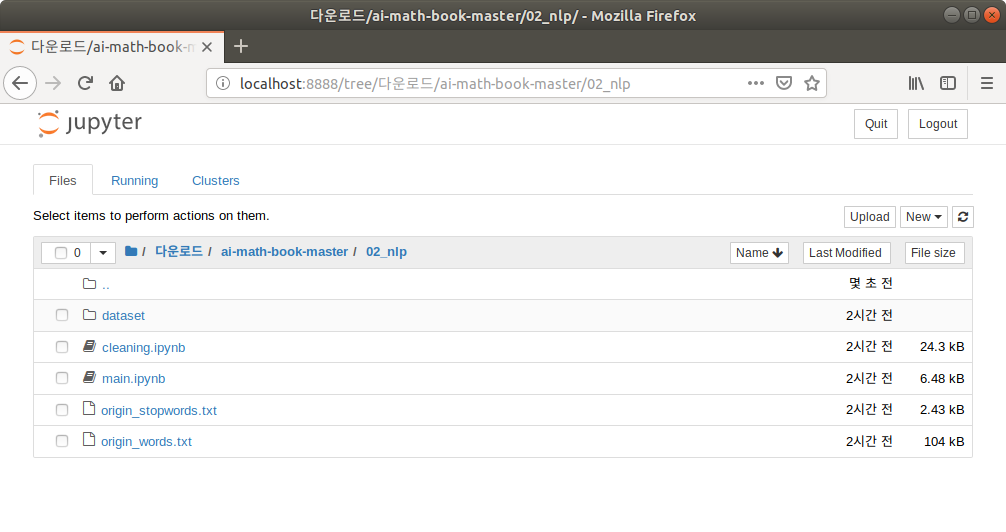 다운로드/ai-math-book-master/02_nlp/ - Mozilla Firefox
다운로드/ai-math-book-m
localhost:8888/tree/다운로드/ai-math-book-master/02_nlp
jupyter
Quit Logout
Files Running Clusters
Select items to perform actions on them.
Upload New
0 / 다운로드 / ai-math-book-master / 02_nlp Name Last Modified File size
.. 몇 초 전
dataset 2시간 전
cleaning.ipynb 2시간 전 24.3 kB
main.ipynb 2시간 전 6.48 kB
origin_stopwords.txt 2시간 전 2.43 kB
origin_words.txt 2시간 전 104 kB